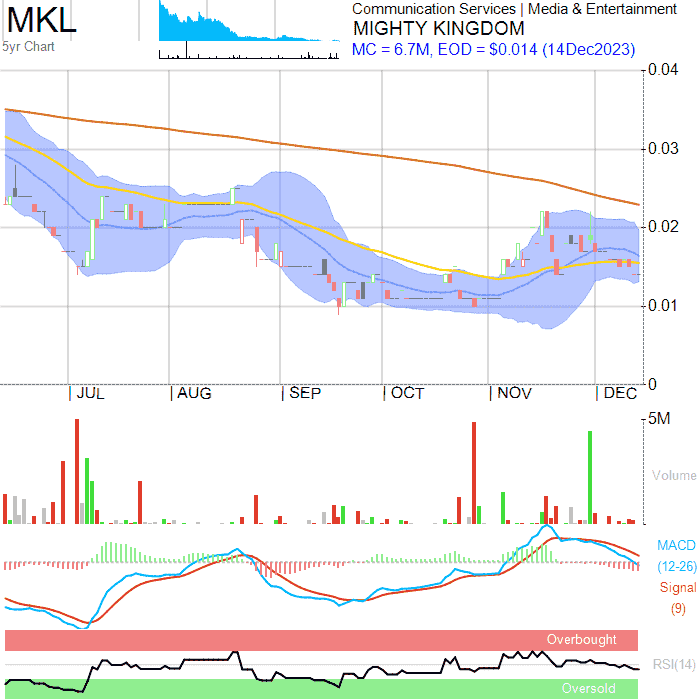 MKL
5yr Chart
Communication Services | Media & Entertainment
MIGHTY KINGDOM
MC = 6.7M, EOD = $0.014 (14Dec2023)
0.04
0.03
0.02
0.01
0
JUL AUG SEP OCT NOV DEC
5M
Volume
MACD
(12-26)
Signal
(9)
Overbought
RSI(14)
Oversold